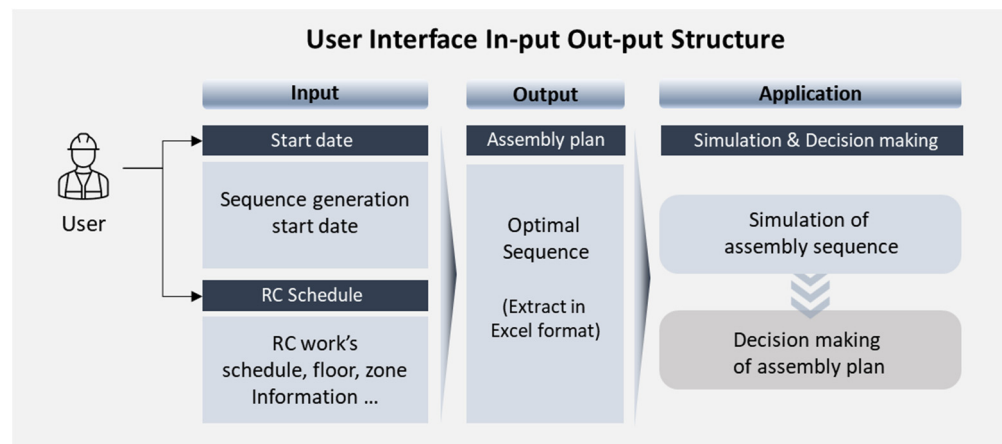 User Interface In-put Out-put Structure
Input
Output
Application
Start date
Assembly plan
Simulation & Decision making
User
Sequence generation
start date
RC Schedule
RC work's
schedule, floor, zone
Information ...
Optimal
Sequence
(Extract in
Excel format)
Simulation of
assembly sequence
Decision making
of assembly plan